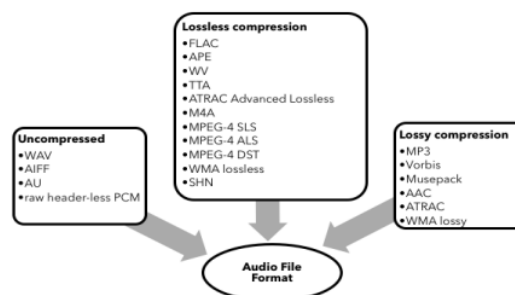 Lossless compression
•FLAC
•APE
•WV
•TTA
•ATRAC Advanced Lossless
•M4A
•MPEG-4 SLS
•MPEG-4 ALS
•MPEG-4 DST
•WMA lossless
•SHN
Uncompressed
•WAV
•AIFF
•AU
•raw header-less PCM
Lossy compression
•MP3
•Vorbis
•Musepack
•AAC
•ATRAC
•WMA lossy
Audio File
Format